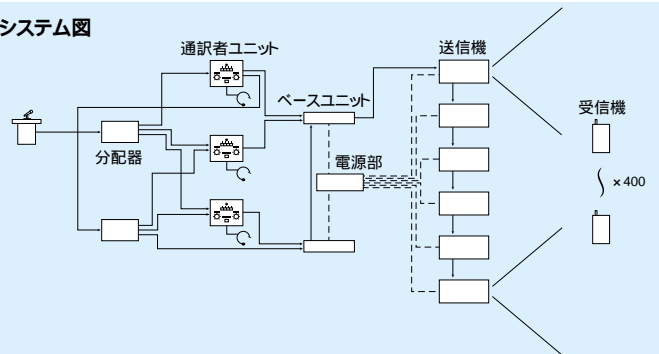 システム図
通訳者ユニット
送信機
ベースユニット
受信機
分配器
電源部
×400